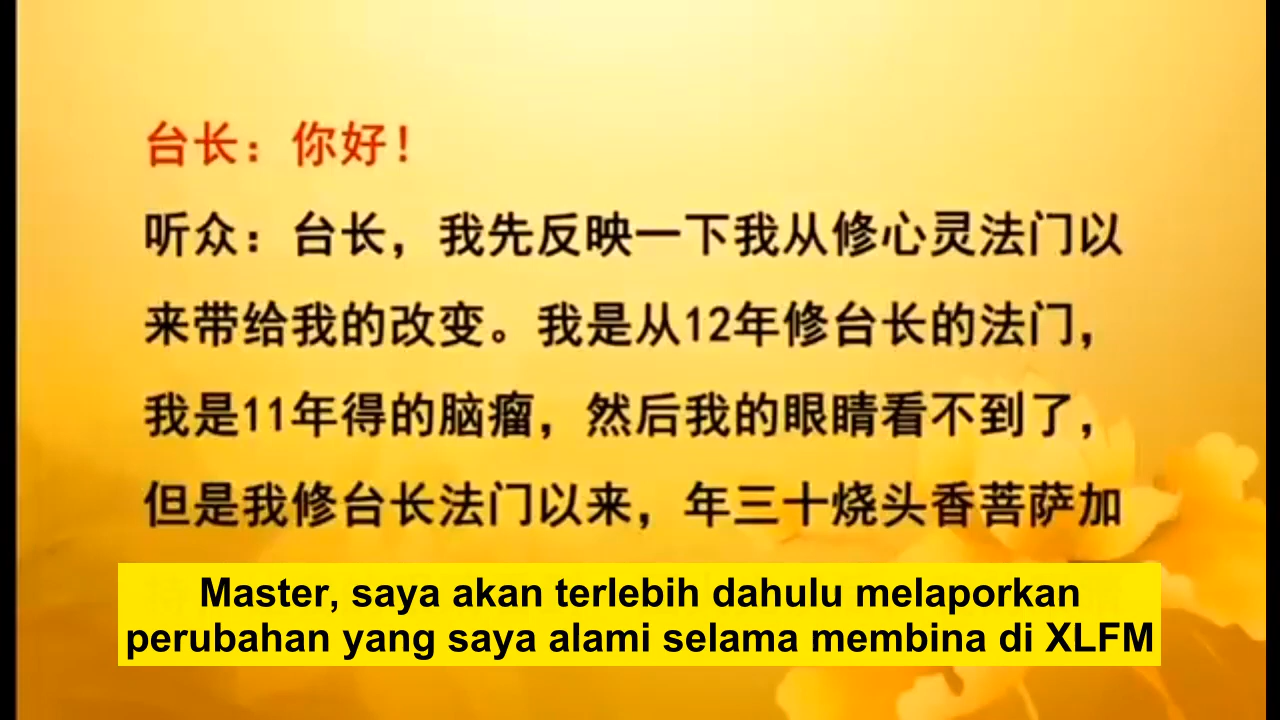 台长：你好！
听众：台长，我先反映一下我从修心灵法门以
来带给我的改变。我是从12年修台长的法门，
我是11年得的脑瘤，然后我的眼睛看不到了，
但是我修台长法门以来，年三十烧头香菩萨加
Master, saya akan terlebih dahulu melaporkan
perubahan yang saya alami selama membina di XLFM